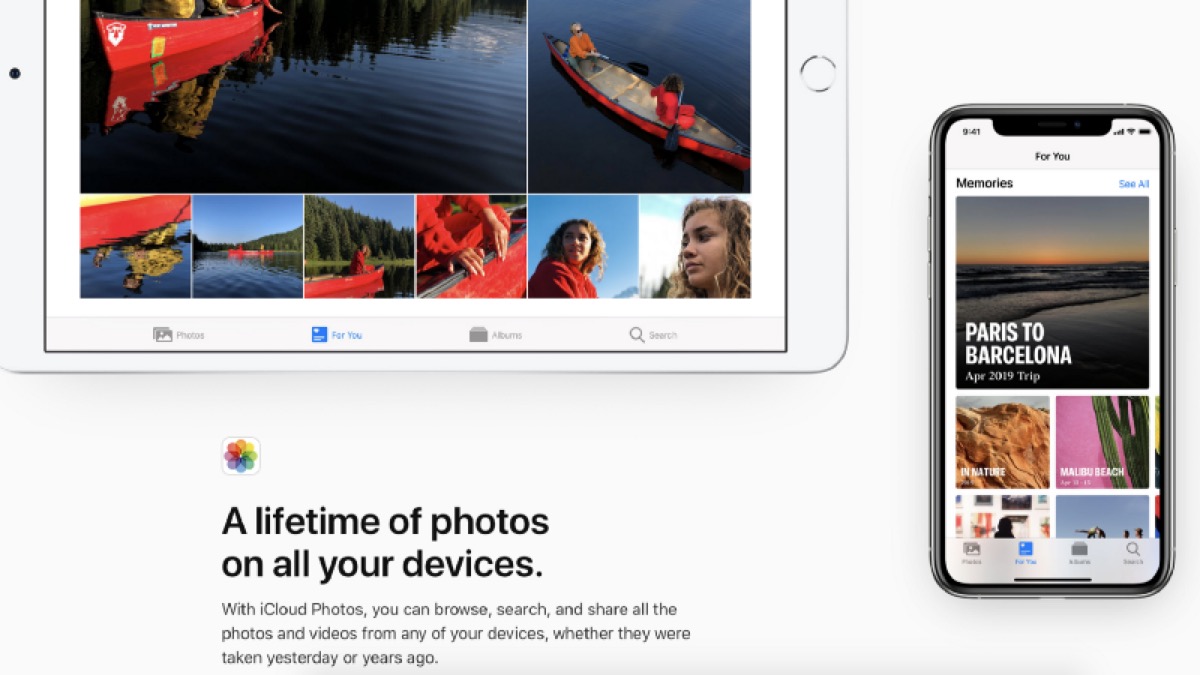 9:41
For You
Memories
See All
PARIS TO
BARCELONA
Apr 2019 Trip
IN NATURE
MALIBU BEACH
Photos
For You
Albums
Search
Photos
For You
Albums
Search
A lifetime of photos
on all your devices.
With iCloud Photos, you can browse, search, and share all the
photos and videos from any of your devices, whether they were
taken yesterday or years ago.